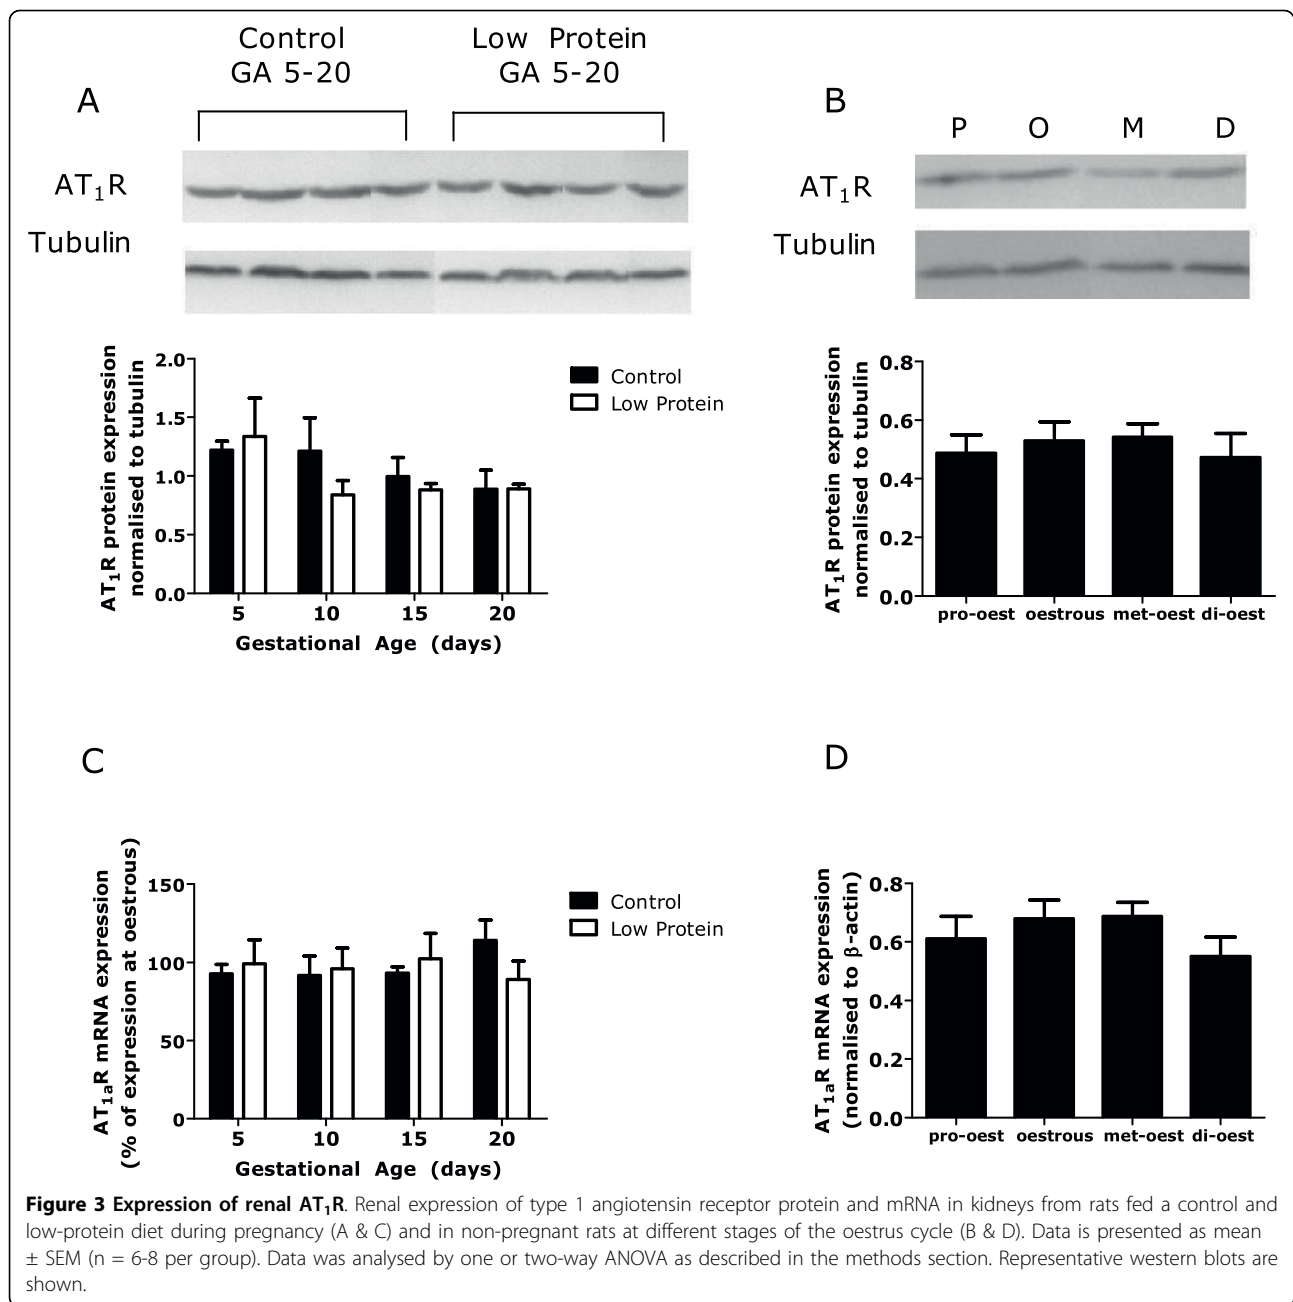 Control
GA 5-20
Low Protein
GA 5-20
A
AT₁R
Tubulin
AT₁R protein expression
normalised to tubulin
2.0
1.5
1.0
0.5
0.0
5 10 15 20
Gestational Age (days)
Control
Low Protein
B
P O M D
AT₁R
Tubulin
AT₁R protein expression
normalised to tubulin
0.8
0.6
0.4
0.2
0.0
pro-oest oestrous met-oest di-oest
C
AT₁ₐR mRNA expression
(% of expression at oestrous)
150
100
50
0
5 10 15 20
Gestational Age (days)
Control
Low Protein
D
AT₁ₐR mRNA expression
(normalised to β-actin)
0.8
0.6
0.4
0.2
0.0
pro-oest oestrous met-oest di-oest
Figure 3 Expression of renal AT₁R. Renal expression of type 1 angiotensin receptor protein and mRNA in kidneys from rats fed a control and
low-protein diet during pregnancy (A & C) and in non-pregnant rats at different stages of the oestrus cycle (B & D). Data is presented as mean
± SEM (n = 6-8 per group). Data was analysed by one or two-way ANOVA as described in the methods section. Representative western blots are
shown.